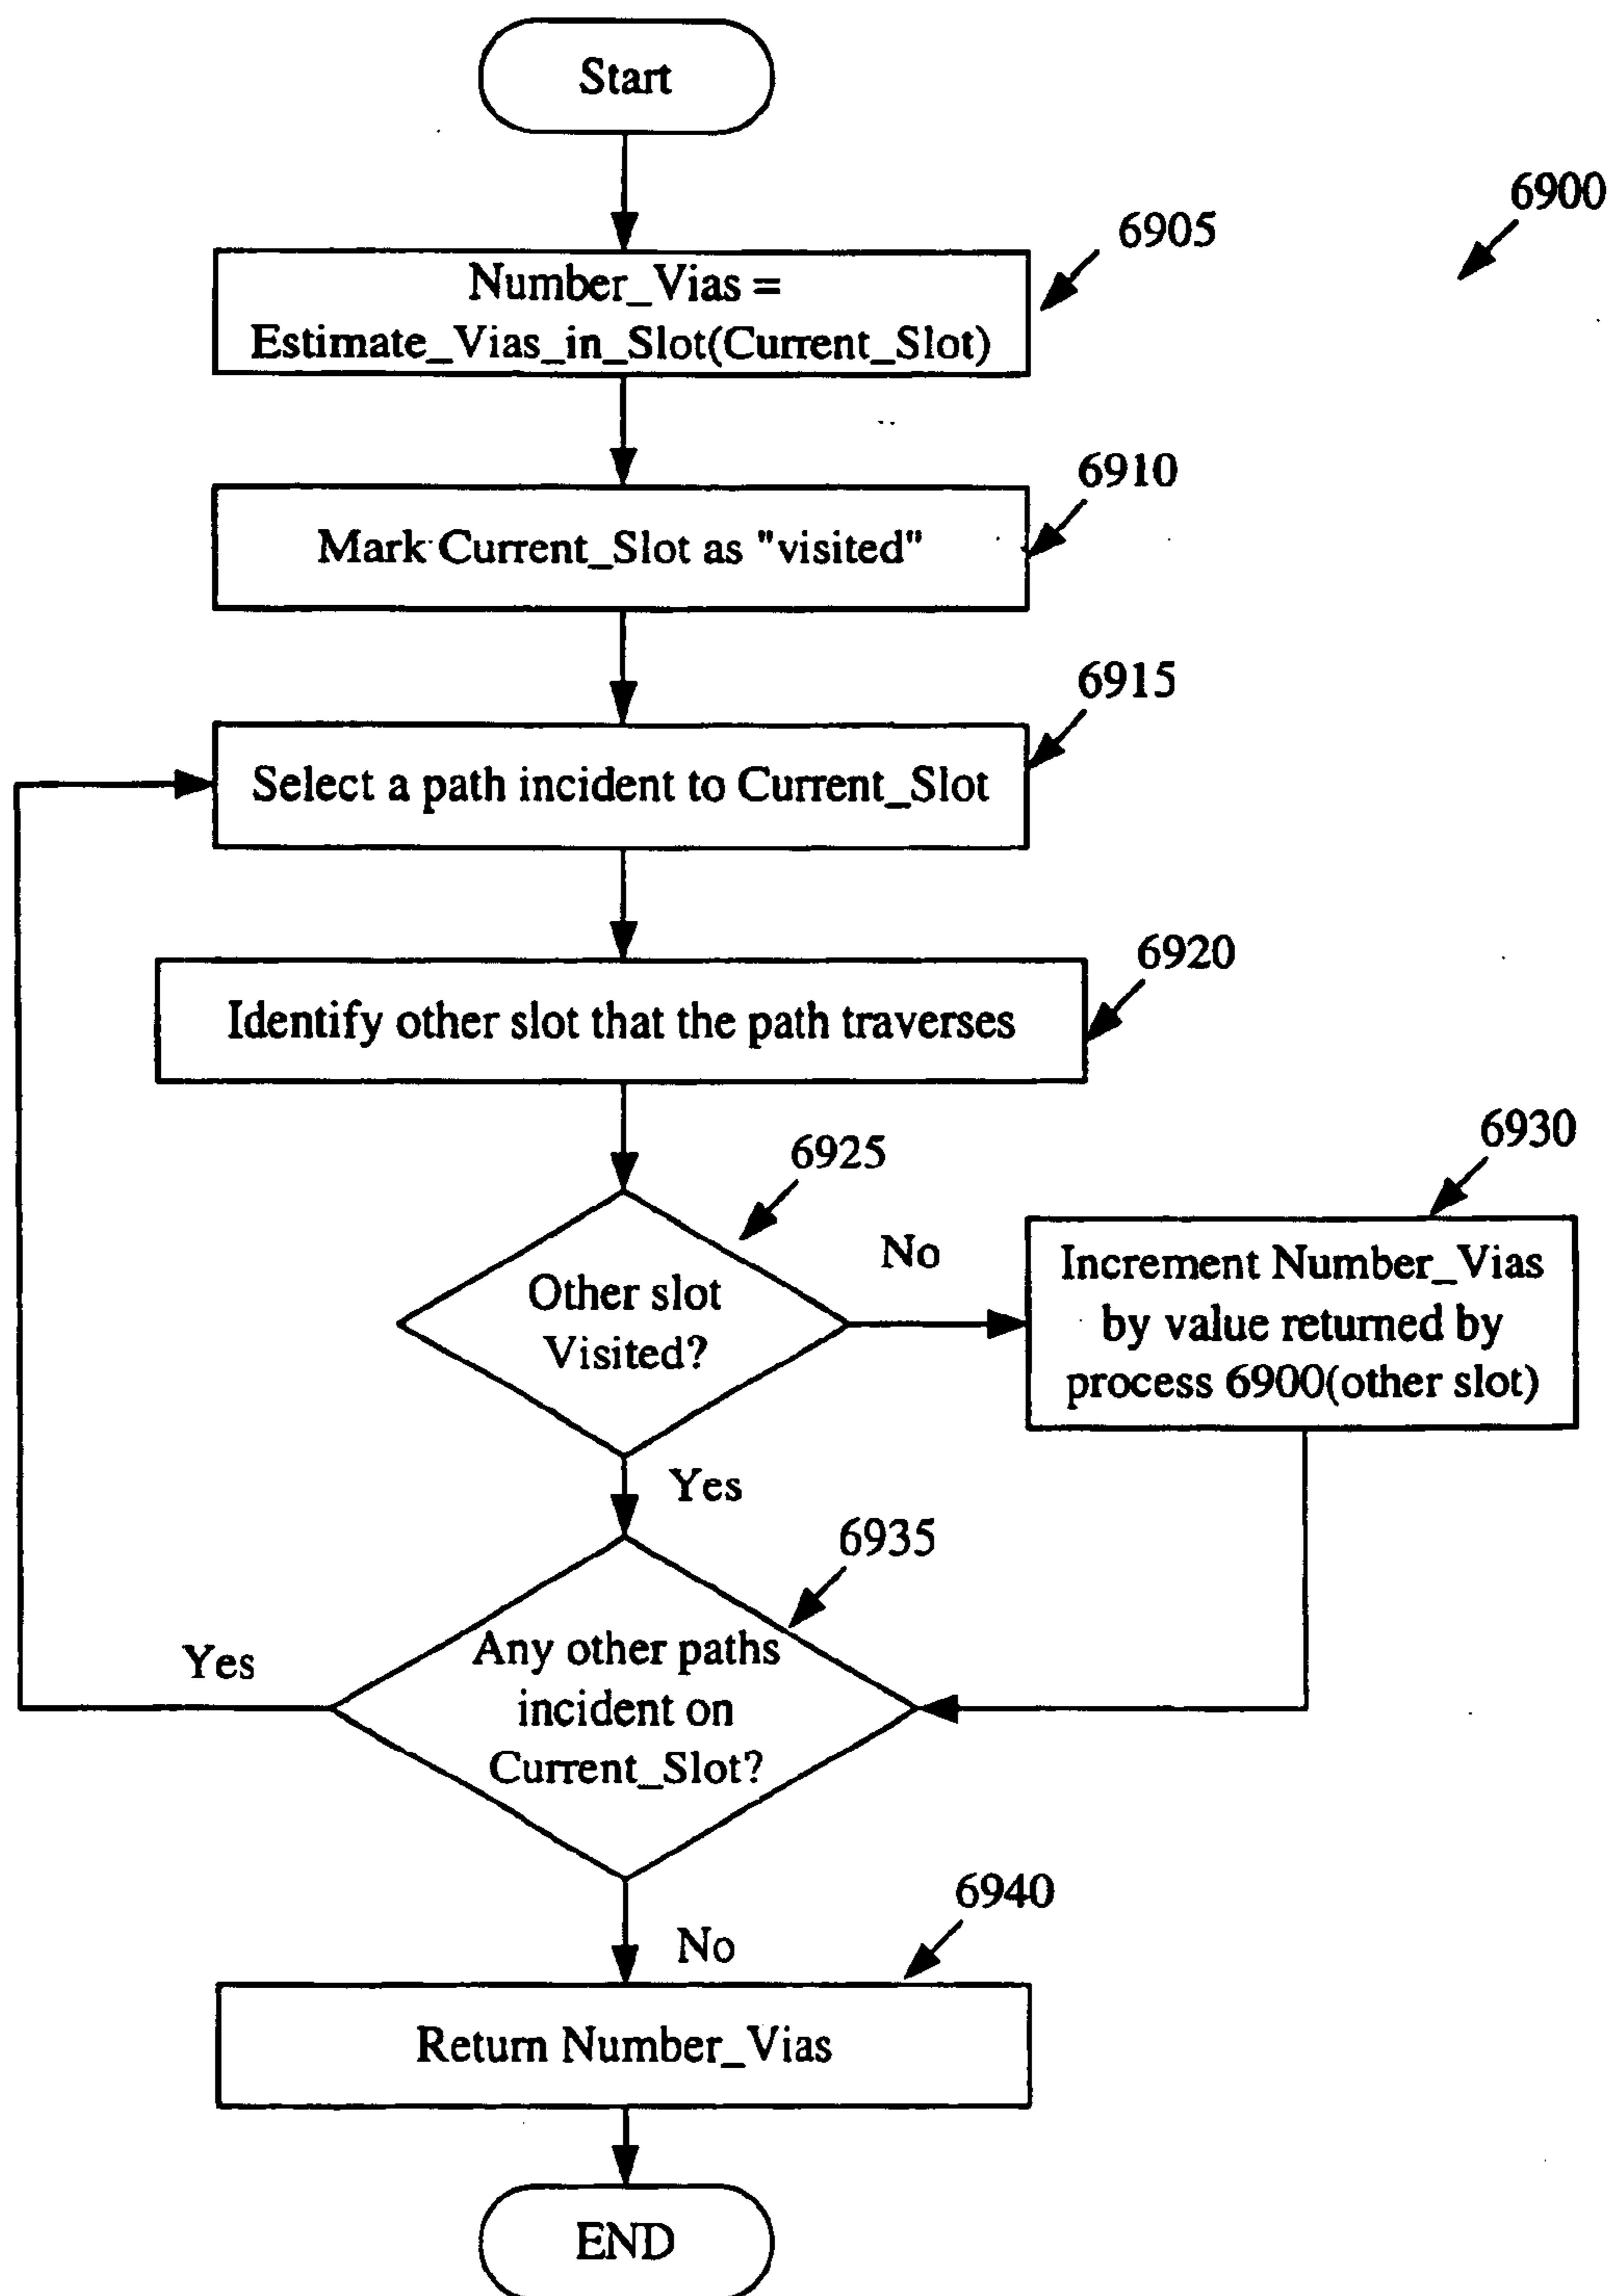 Start
6900
6905
Number_Vias =
Estimate_Vias_in_Slot(Current_Slot)
6910
Mark Current_Slot as "visited"
6915
Select a path incident to Current_Slot
6920
Identify other slot that the path traverses
6925
6930
Other slot
Visited?
No
Increment Number_Vias
by value returned by
process 6900(other slot)
Yes
6935
Any other paths
incident on
Current_Slot?
Yes
No
6940
Return Number_Vias
END